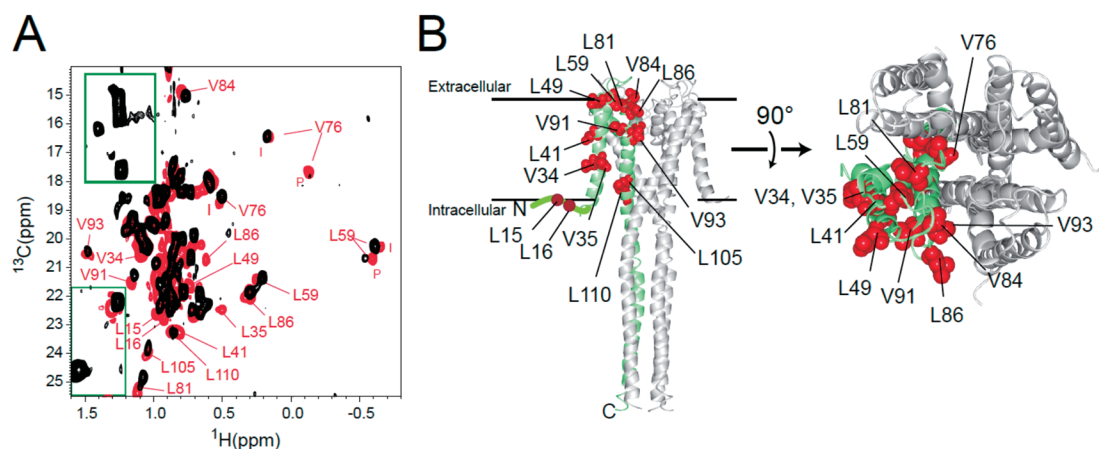 A
15
16
17
18
19
20
21
22
23
24
25
13C(ppm)
1.5
1.0
0.5
0.0
-0.5
1H(ppm)
V84
V76
I
P
I
V76
V93
V34
L86
L59
I
P
V91
L49
L59
L86
L15
L16
L35
L41
L105
L110
L81
B
Extracellular
Intracellular
L81
L59
V84
L49
L86
V91
L41
V34
N
L15
L16
V35
V93
L105
L110
C
90°
V76
L81
L59
V34, V35
L41
L49
V91
L86
V84
V93